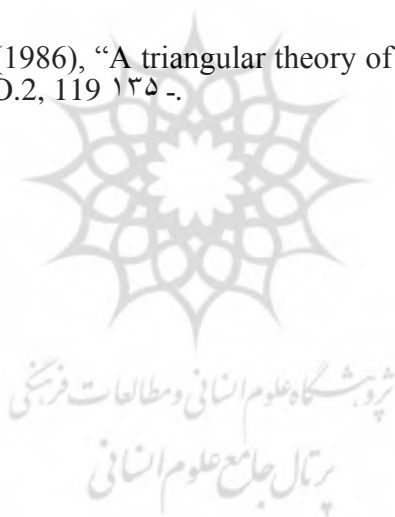 (1986), “A triangular theory of
O.2, 119 ۱۳۵ -.
پژوهشگاه علوم انسانی و مطالعات فرهنگی
پرتال جامع علوم انسانی